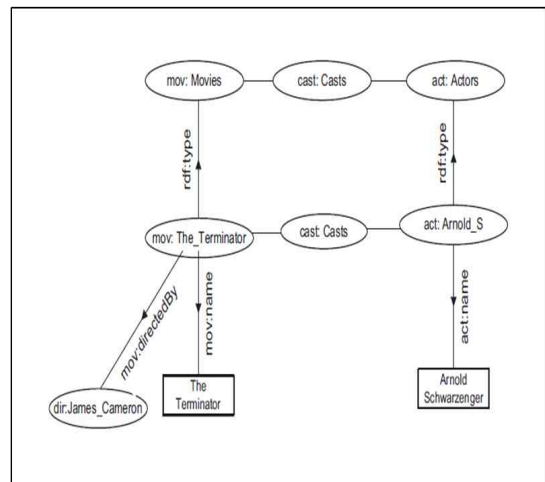 mov: Movies
cast: Casts
act: Actors
rdf:type
rdf:type
mov: The_Terminator
cast: Casts
act: Arnold_S
mov:directedBy
mov:name
act:name
dir:James_Cameron
The
Terminator
Arnold
Schwarzenger